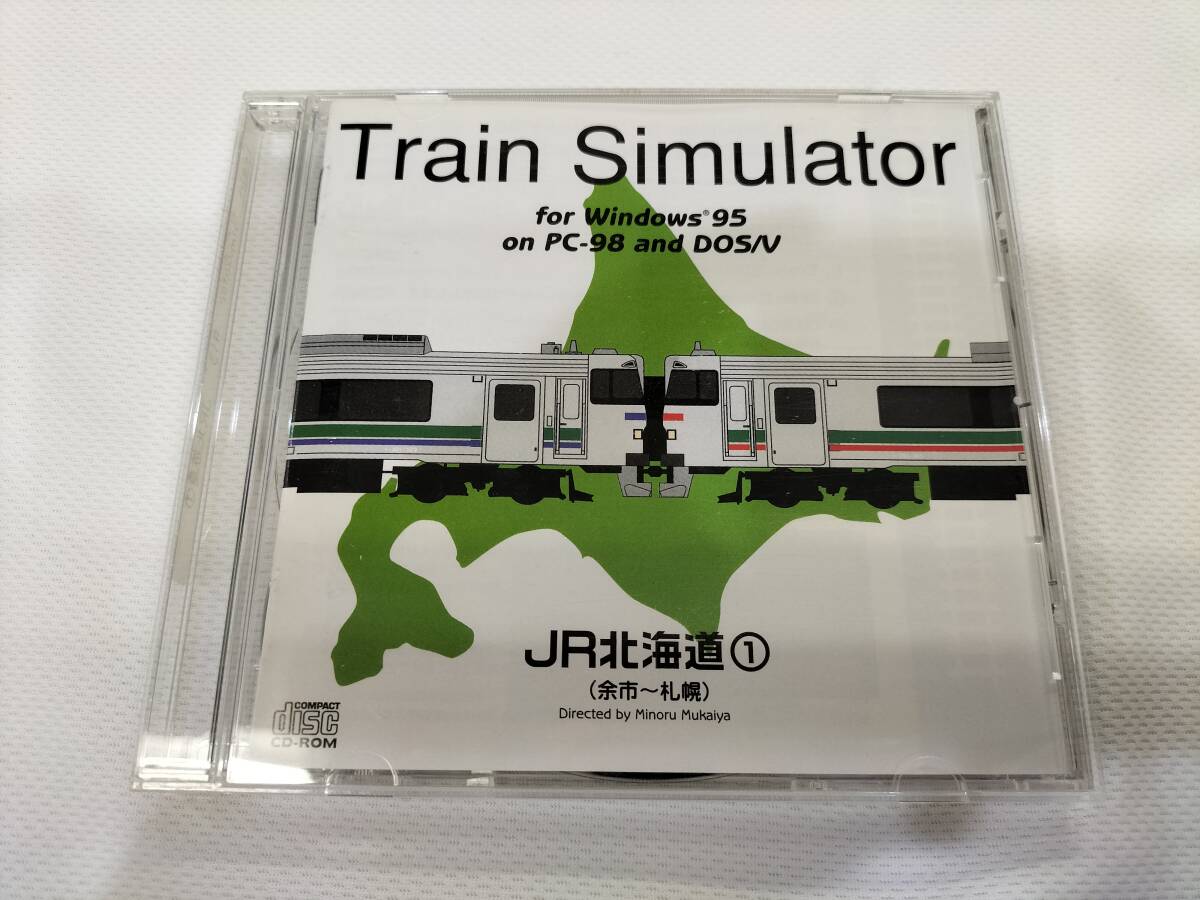 Train Simulator
for Windows®95
on PC-98 and DOS/V
JR北海道①
(余市～札幌)
Directed by Minoru Mukaiya
COMPACT
disc
CD-ROM